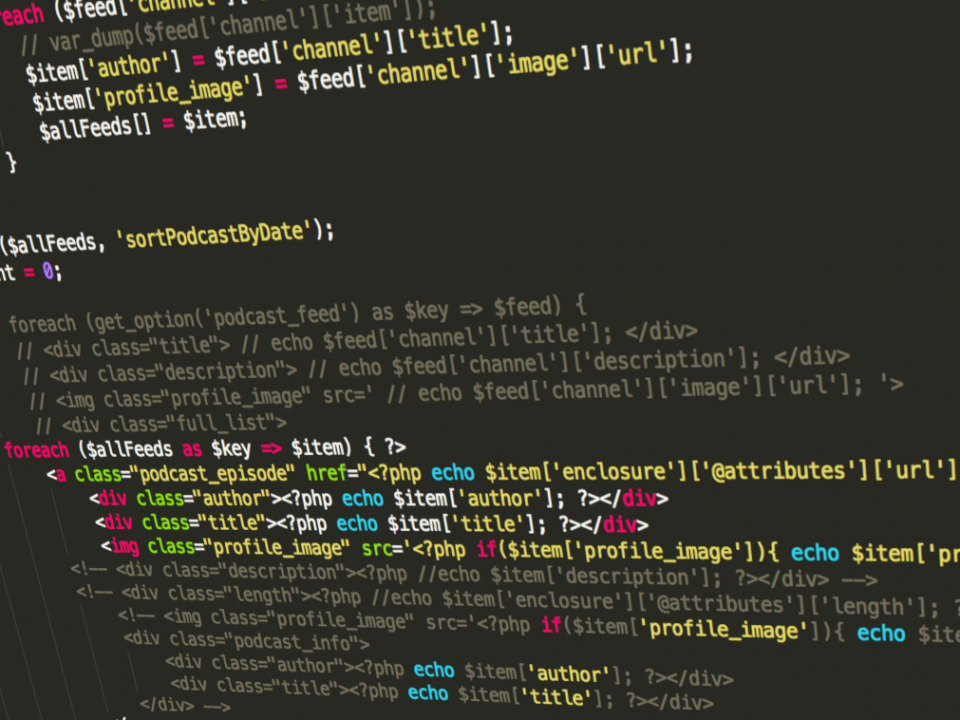 reach ($feed['channel']['
// var_dump($feed['channel']['item']);
$item['author'] = $feed['channel']['title'];
$item['profile_image'] = $feed['channel']['image']['url'];
$allFeeds[] = $item;
}
($allFeeds, 'sortPodcastByDate');
nt = 0;
foreach (get_option('podcast_feed') as $key => $feed) {
// <div class="title"> // echo $feed['channel']['title']; </div>
// <div class="description"> // echo $feed['channel']['description']; </div>
// <img class="profile_image" src=' // echo $feed['channel']['image']['url']; '>
// <div class="full_list">
foreach ($allFeeds as $key => $item) { ?>
<a class="podcast_episode" href="<?php echo $item['enclosure']['@attributes']['url']
<div class="author"><?php echo $item['author']; ?></div>
<div class="title"><?php echo $item['title']; ?></div>
<img class="profile_image" src='<?php if($item['profile_image']){ echo $item['pr
<!-- <div class="description"><?php //echo $item['description']; ?></div> -->
<!-- <div class="length"><?php //echo $item['enclosure']['@attributes']['length']; ?
<!-- <img class="profile_image" src='<?php if($item['profile_image']){ echo $ite
<div class="podcast_info">
<div class="author"><?php echo $item['author']; ?></div>
<div class="title"><?php echo $item['title']; ?></div>
</div> -->